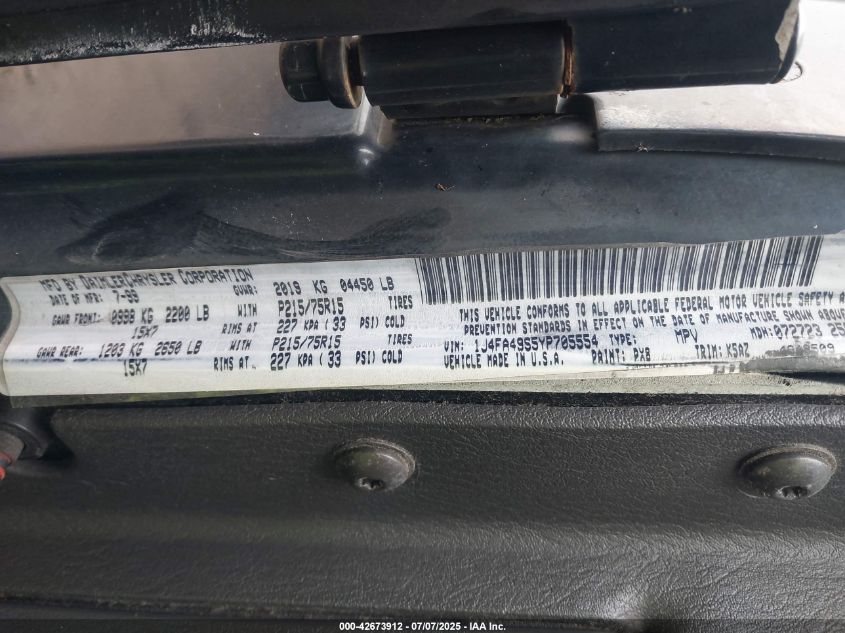 MFD BY DAIMLERCHRYSLER CORPORATION
DATE OF MFR: 7-99 GVWR: 2019 KG 04450 LB
GAWR FRONT: 0998 KG 2200 LB WITH P215/75R15 TIRES
15X7 RIMS AT 227 KPA ( 33 PSI) COLD
GAWR REAR: 1203 KG 2650 LB WITH P215/75R15 TIRES
15X7 RIMS AT 227 KPA ( 33 PSI) COLD
THIS VEHICLE CONFORMS TO ALL APPLICABLE FEDERAL MOTOR VEHICLE SAFETY
PREVENTION STANDARDS IN EFFECT ON THE DATE OF MANUFACTURE SHOWN ABOVE
VIN: 1J4FA49S5YP705554 TYPE: MPV MDH: 072723
VEHICLE MADE IN U.S.A. PAINT: PXB TRIM: K5AZ
000-42673912 - 07/07/2025 - IAA Inc.